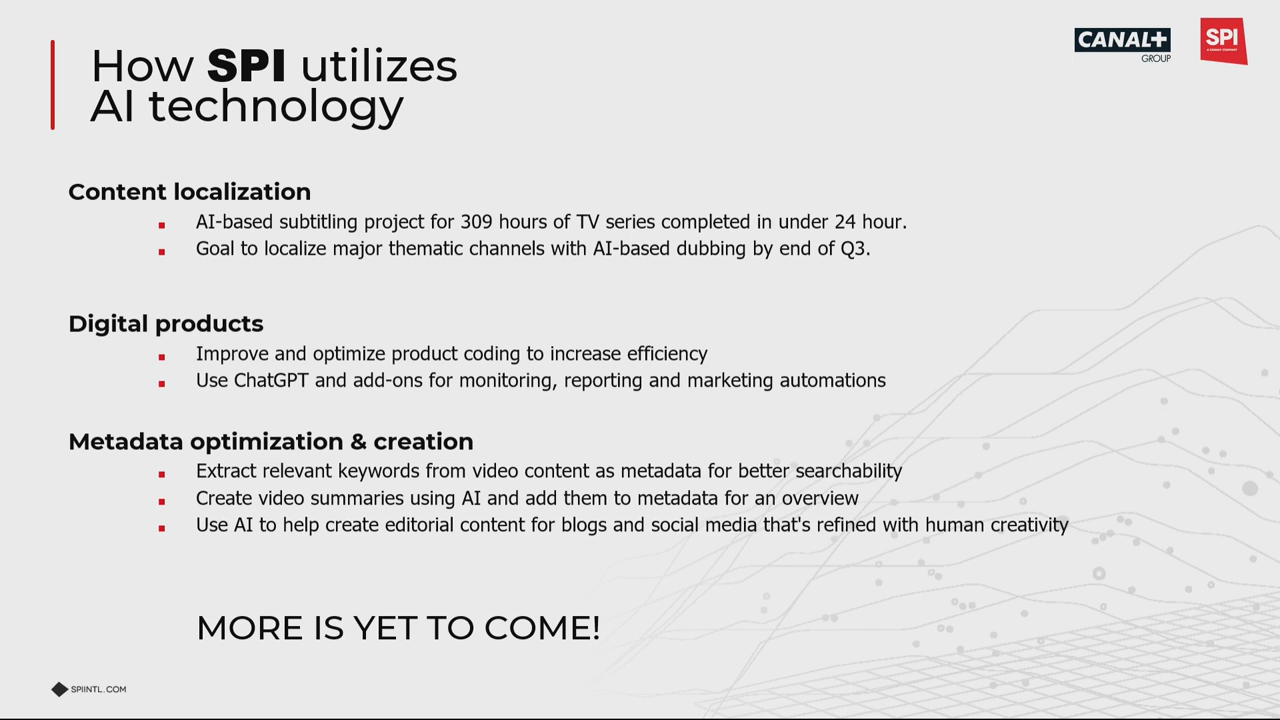 How SPI utilizes
AI technology
CANAL+
GROUP
SPI
A CANAL+ COMPANY
Content localization
AI-based subtitling project for 309 hours of TV series completed in under 24 hour.
Goal to localize major thematic channels with AI-based dubbing by end of Q3.
Digital products
Improve and optimize product coding to increase efficiency
Use ChatGPT and add-ons for monitoring, reporting and marketing automations
Metadata optimization & creation
Extract relevant keywords from video content as metadata for better searchability
Create video summaries using AI and add them to metadata for an overview
Use AI to help create editorial content for blogs and social media that's refined with human creativity
MORE IS YET TO COME!
SPIINTL.COM